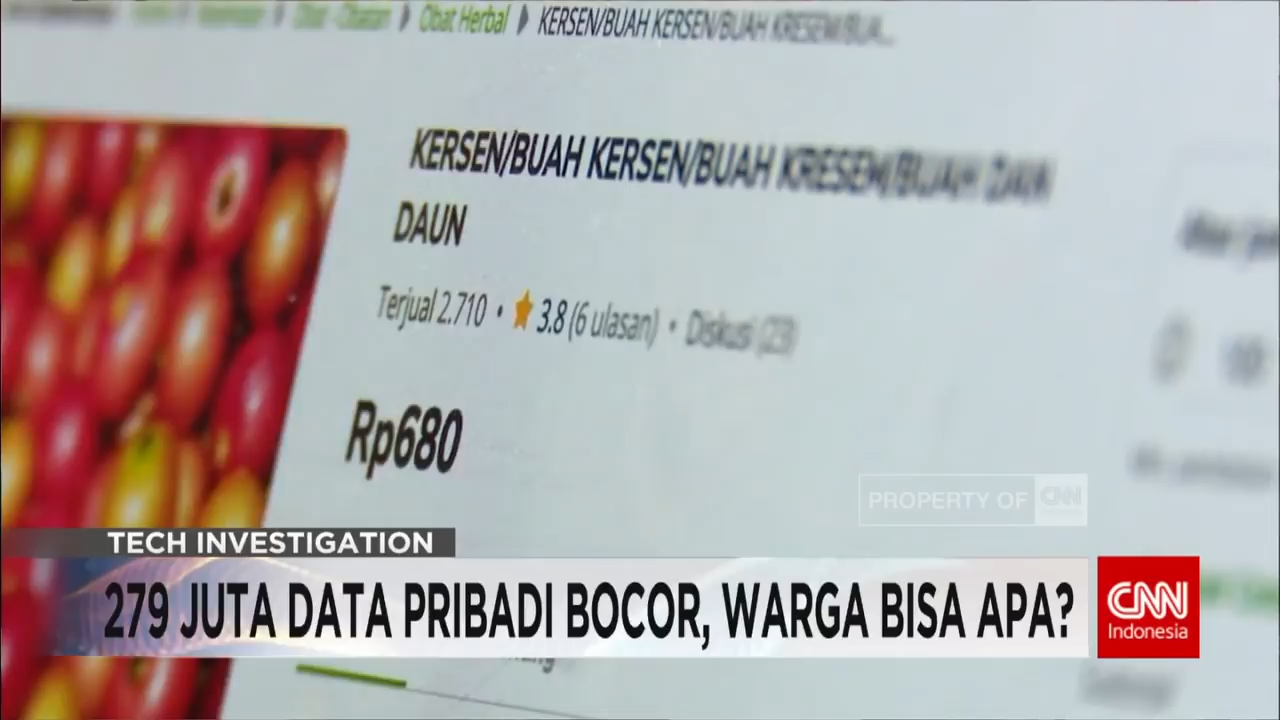 Obat Herbal KERSEN/BUAH KERSEN/BUAH KRESEM/BUA...
KERSEN/BUAH KERSEN/BUAH KRESEM/BUAH DAN
DAUN
Terjual 2.710 • 3.8 (6 ulasan) • Diskusi (23)
Rp680
PROPERTY OF CNN
TECH INVESTIGATION
279 JUTA DATA PRIBADI BOCOR, WARGA BISA APA?
CNN
Indonesia